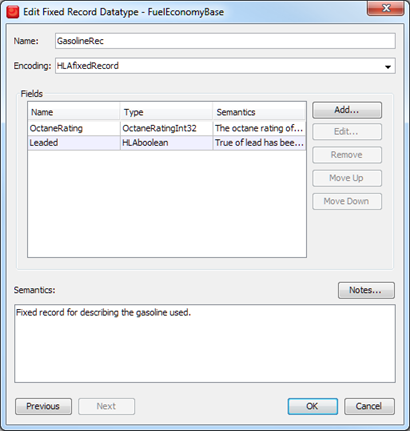 Edit Fixed Record Datatype - FuelEconomyBase
Name: GasolineRec
Encoding: HLAfixedRecord
Fields
Name Type Semantics
OctaneRating OctaneRatingInt32 The octane rating of...
Leaded HLAboolean True of lead has bee...
Add...
Edit...
Remove
Move Up
Move Down
Semantics: Notes...
Fixed record for describing the gasoline used.
Previous Next OK Cancel